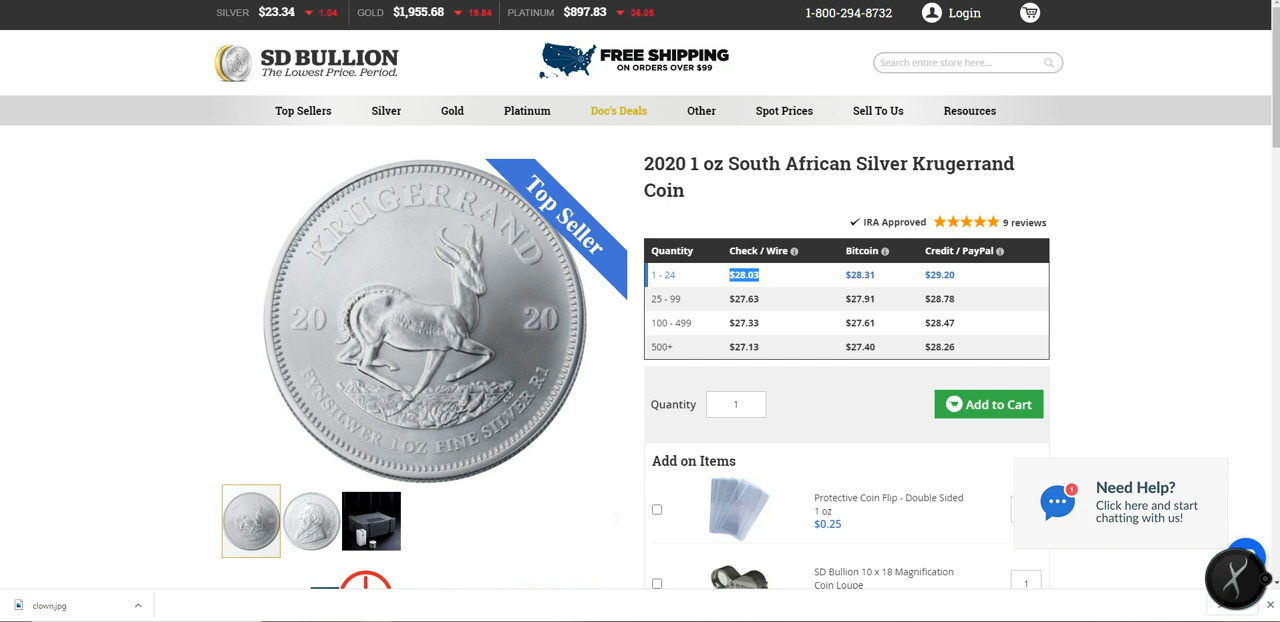 SILVER $23.34 1.04 GOLD $1,955.68 19.84 PLATINUM $897.83 36.05 1-800-294-8732 Login
SD BULLION
The Lowest Price. Period.
FREE SHIPPING
ON ORDERS OVER $99
Search entire store here...
Top Sellers Silver Gold Platinum Doc's Deals Other Spot Prices Sell To Us Resources
Top Seller
KRUGERRAND
20 20
FYNSILWER 1 OZ FINE SILVER R1
2020 1 oz South African Silver Krugerrand
Coin
IRA Approved 9 reviews
Quantity Check / Wire Bitcoin Credit / PayPal
1 - 24 $28.03 $28.31 $29.20
25 - 99 $27.63 $27.91 $28.78
100 - 499 $27.33 $27.61 $28.47
500+ $27.13 $27.40 $28.26
Quantity 1 Add to Cart
Add on Items
Protective Coin Flip - Double Sided
1 oz
$0.25
SD Bullion 10 x 18 Magnification
Coin Loupe
1
1
Need Help?
Click here and start
chatting with us!
clown.jpg